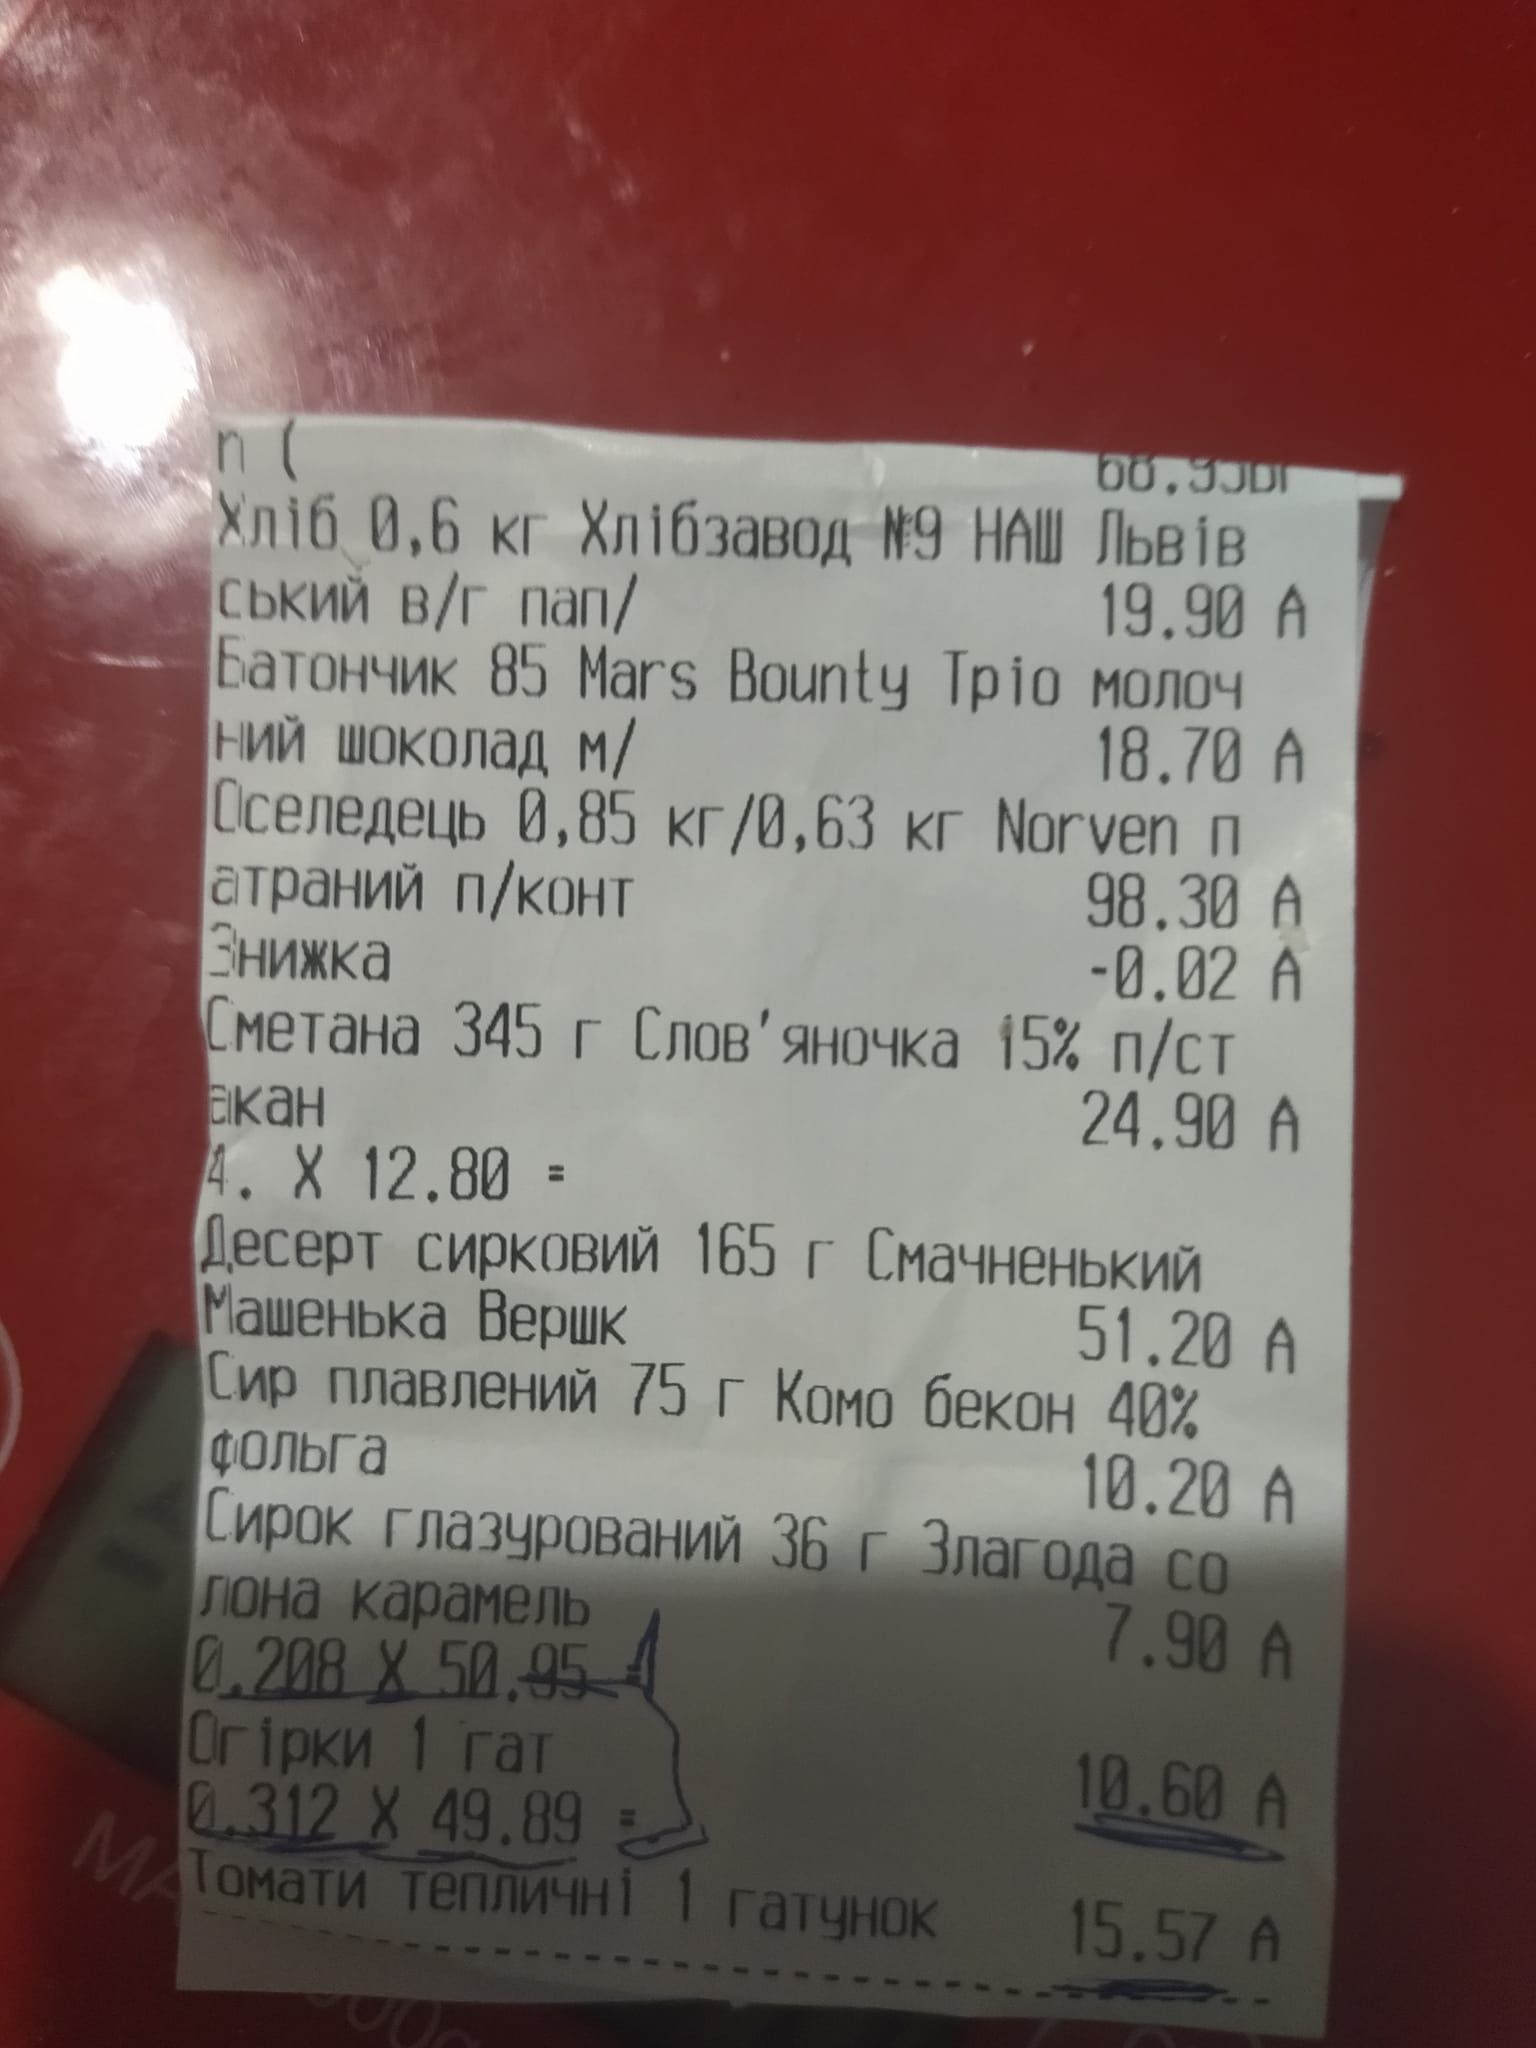 п (
68.95БГ
Хліб 0,6 кг Хлібзавод №9 НАШ Львів
ський в/г пап/ 19.90 А
Батончик 85 Mars Bounty Тріо молоч
ний шоколад м/ 18.70 А
Оселедець 0,85 кг/0,63 кг Norven п
атраний п/конт 98.30 А
Знижка -0.02 А
Сметана 345 г Слов'яночка 15% п/ст
акан 24.90 А
4. X 12.80 =
Десерт сирковий 165 г Смачненький
Машенька Вершк 51.20 А
Сир плавлений 75 г Комо бекон 40%
фольга 10.20 А
Сирок глазурований 36 г Злагода со
лона карамель 7.90 А
0.208 X 50.95 =
Огірки 1 гат 10.60 А
0.312 X 49.89 =
Томати тепличні 1 гатунок 15.57 А